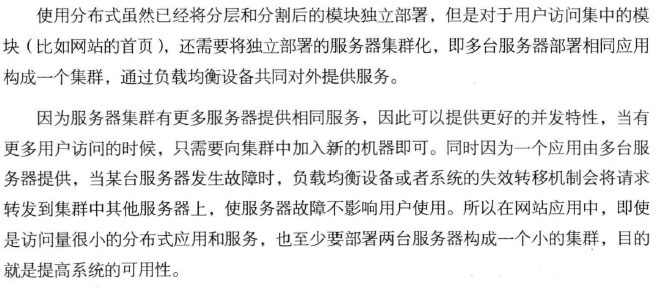 使用分布式虽然已经将分层和分割后的模块独立部署，但是对于用户访问集中的模
块（比如网站的首页），还需要将独立部署的服务器集群化，即多台服务器部署相同应用
构成一个集群，通过负载均衡设备共同对外提供服务。
因为服务器集群有更多服务器提供相同服务，因此可以提供更好的并发特性，当有
更多用户访问的时候，只需要向集群中加入新的机器即可。同时因为一个应用由多台服
务器提供，当某台服务器发生故障时，负载均衡设备或者系统的失效转移机制会将请求
转发到集群中其他服务器上，使服务器故障不影响用户使用。所以在网站应用中，即使
是访问量很小的分布式应用和服务，也至少要部署两台服务器构成一个小的集群，目的
就是提高系统的可用性。